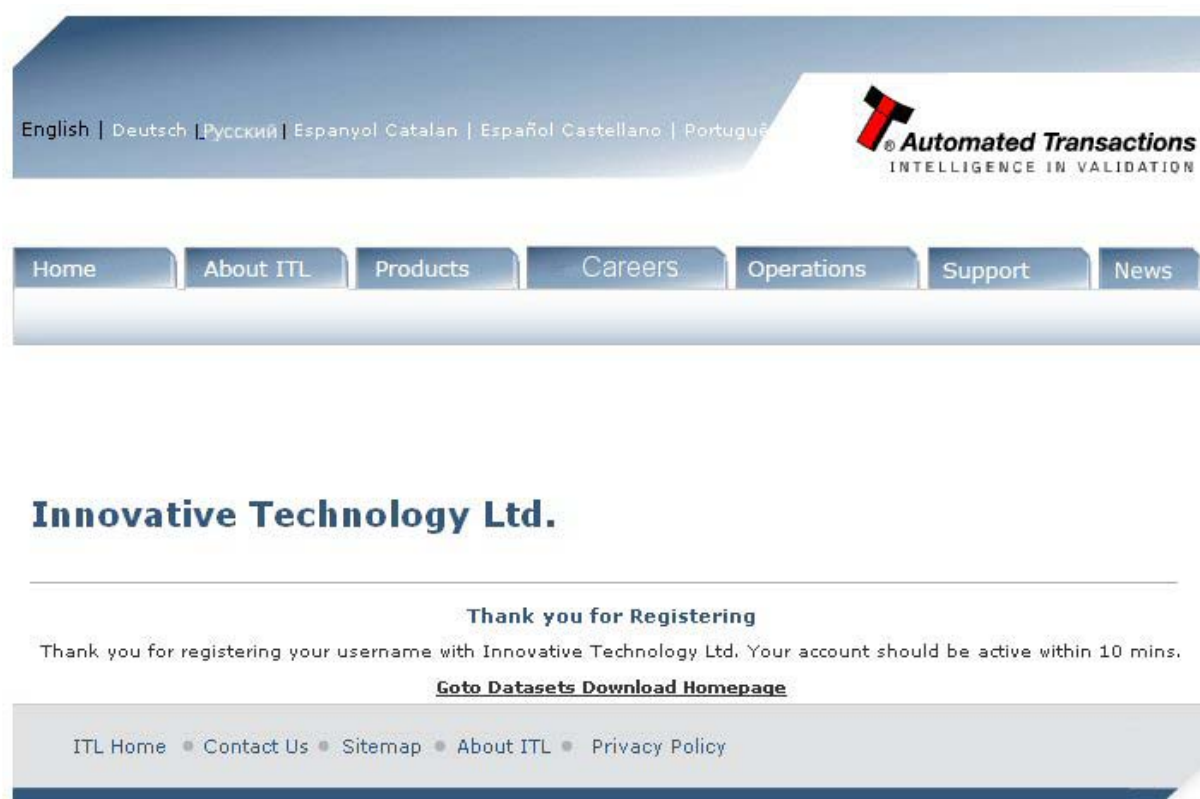 English | Deutsch | Русский | Espanyol Catalan | Español Castellano | Portuguê
® Automated Transactions
INTELLIGENCE IN VALIDATION
Home About ITL Products Careers Operations Support News
Innovative Technology Ltd.
Thank you for Registering
Thank you for registering your username with Innovative Technology Ltd. Your account should be active within 10 mins.
Goto Datasets Download Homepage
ITL Home Contact Us Sitemap About ITL Privacy Policy